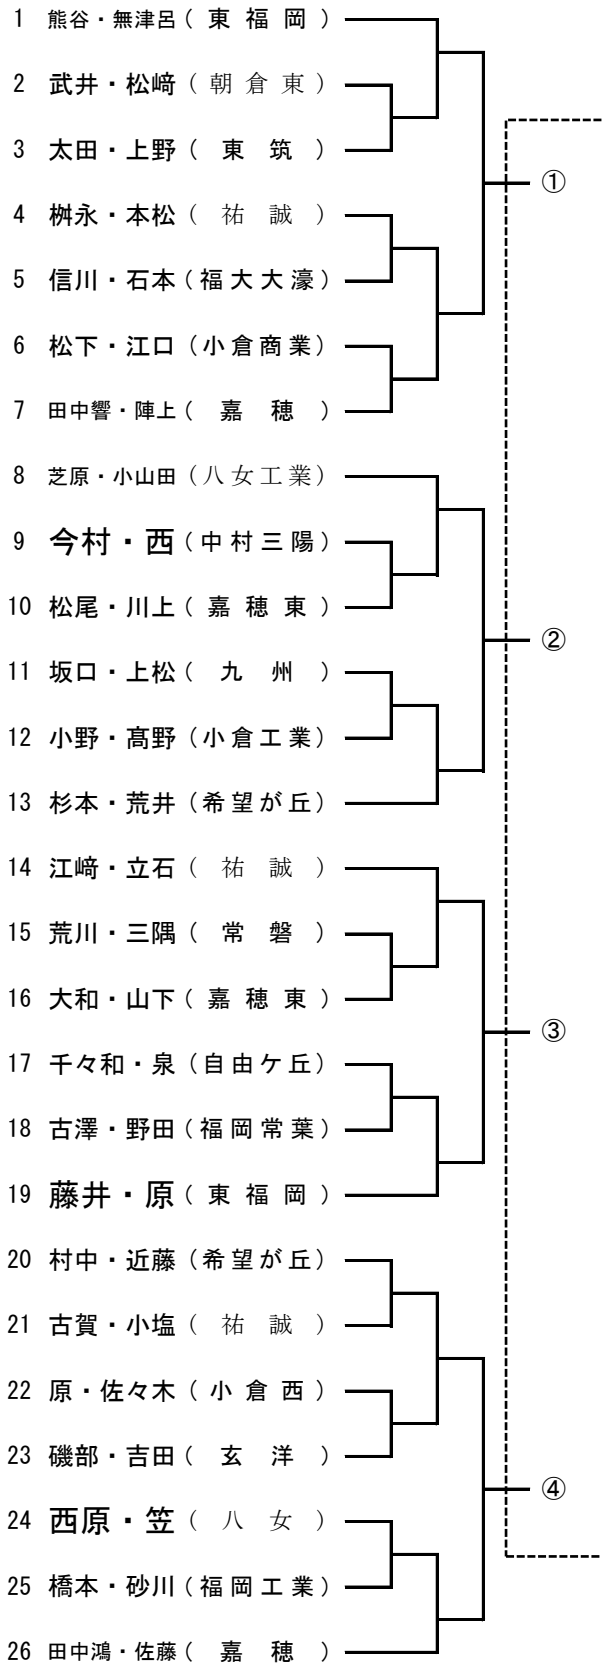 1 熊谷・無津呂(東福岡)
2 武井・松﨑(朝倉東)
3 太田・上野(東筑)
①
4 桝永・本松(祐誠)
5 信川・石本(福大大濠)
6 松下・江口(小倉商業)
7 田中響・陣上(嘉穂)
8 芝原・小山田(八女工業)
9 今村・西(中村三陽)
10 松尾・川上(嘉穂東)
②
11 坂口・上松(九州)
12 小野・髙野(小倉工業)
13 杉本・荒井(希望が丘)
14 江﨑・立石(祐誠)
15 荒川・三隅(常磐)
16 大和・山下(嘉穂東)
③
17 千々和・泉(自由ケ丘)
18 古澤・野田(福岡常葉)
19 藤井・原(東福岡)
20 村中・近藤(希望が丘)
21 古賀・小塩(祐誠)
22 原・佐々木(小倉西)
23 磯部・吉田(玄洋)
④
24 西原・笠(八女)
25 橋本・砂川(福岡工業)
26 田中鴻・佐藤(嘉穂)